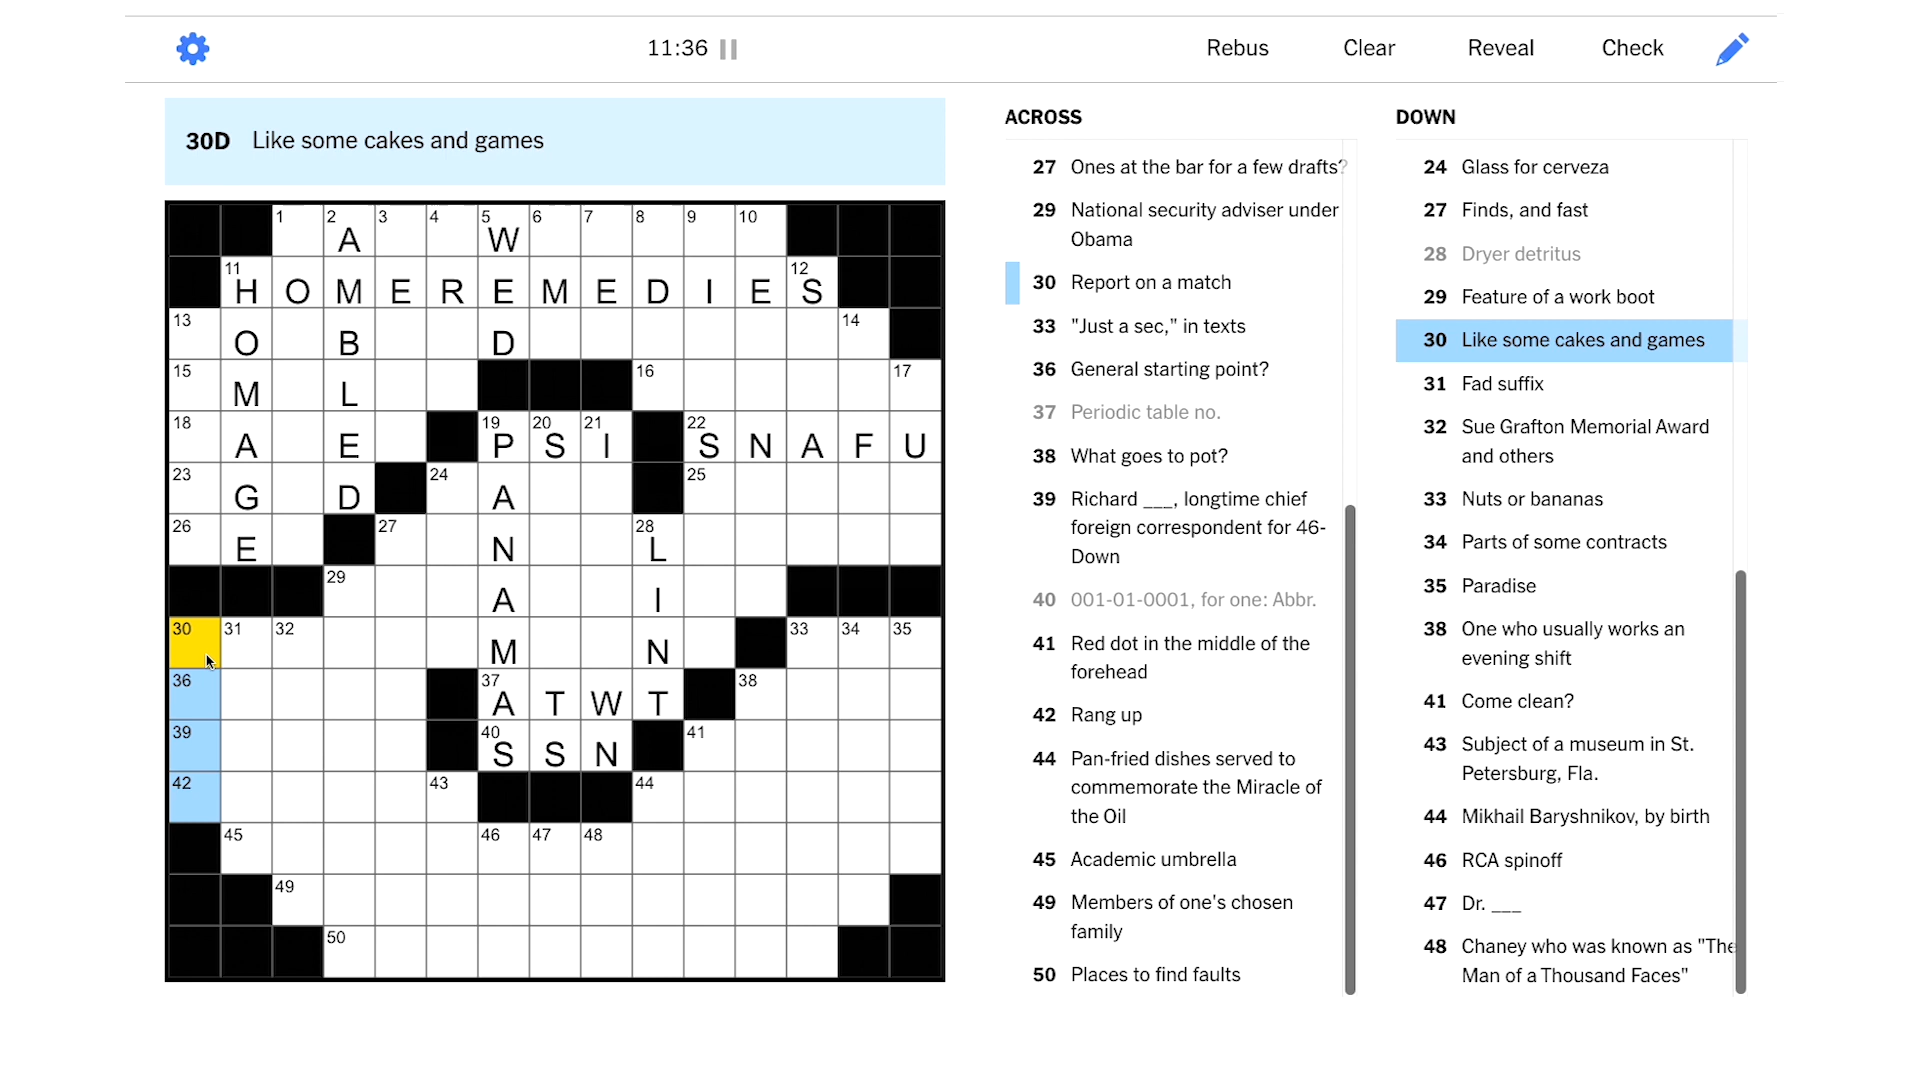 11:36
Rebus Clear Reveal Check
30D Like some cakes and games
1 2 3 4 5 6 7 8 9 10
A W
11 12
H O M E R E M E D I E S
13 14
O B D
15 16 17
M L
18 19 20 21 22
A E P S I S N A F U
23 24 25
G D A
26 27 28
E N L
29
A I
30 31 32 33 34 35
M N
36 37 38
A T W T
39 40 41
S S N
42 43 44
45 46 47 48
49
50
ACROSS
27 Ones at the bar for a few drafts?
29 National security adviser under
Obama
30 Report on a match
33 "Just a sec," in texts
36 General starting point?
37 Periodic table no.
38 What goes to pot?
39 Richard ___, longtime chief
foreign correspondent for 46-
Down
40 001-01-0001, for one: Abbr.
41 Red dot in the middle of the
forehead
42 Rang up
44 Pan-fried dishes served to
commemorate the Miracle of
the Oil
45 Academic umbrella
49 Members of one's chosen
family
50 Places to find faults
DOWN
24 Glass for cerveza
27 Finds, and fast
28 Dryer detritus
29 Feature of a work boot
30 Like some cakes and games
31 Fad suffix
32 Sue Grafton Memorial Award
and others
33 Nuts or bananas
34 Parts of some contracts
35 Paradise
38 One who usually works an
evening shift
41 Come clean?
43 Subject of a museum in St.
Petersburg, Fla.
44 Mikhail Baryshnikov, by birth
46 RCA spinoff
47 Dr. ___
48 Chaney who was known as "The
Man of a Thousand Faces"